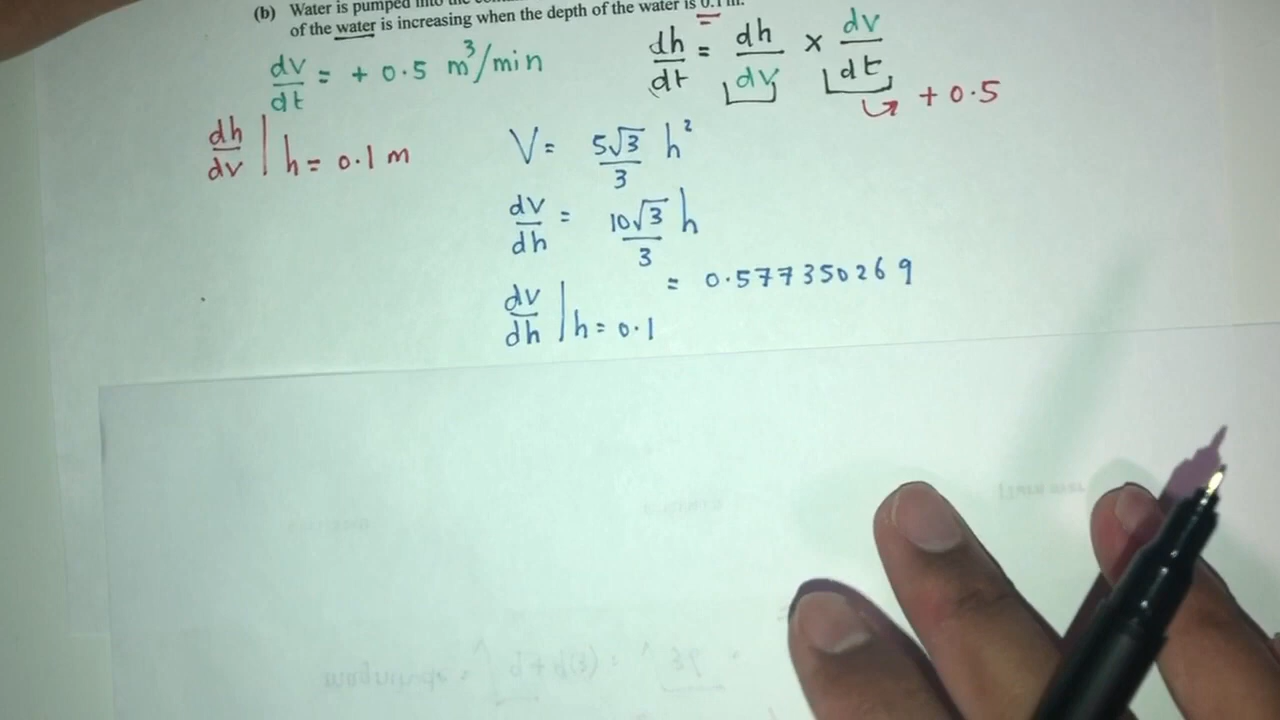 (b) Water is pumped into the
of the water is increasing when the depth of the water is 0.1 m.
dv/dt = + 0.5 m³/min
dh/dt = dh/dv × dv/dt
+ 0.5
dh/dv | h = 0.1 m
V = 5√3/3 h²
dv/dh = 10√3/3 h
= 0.577350269
dv/dh | h = 0.1